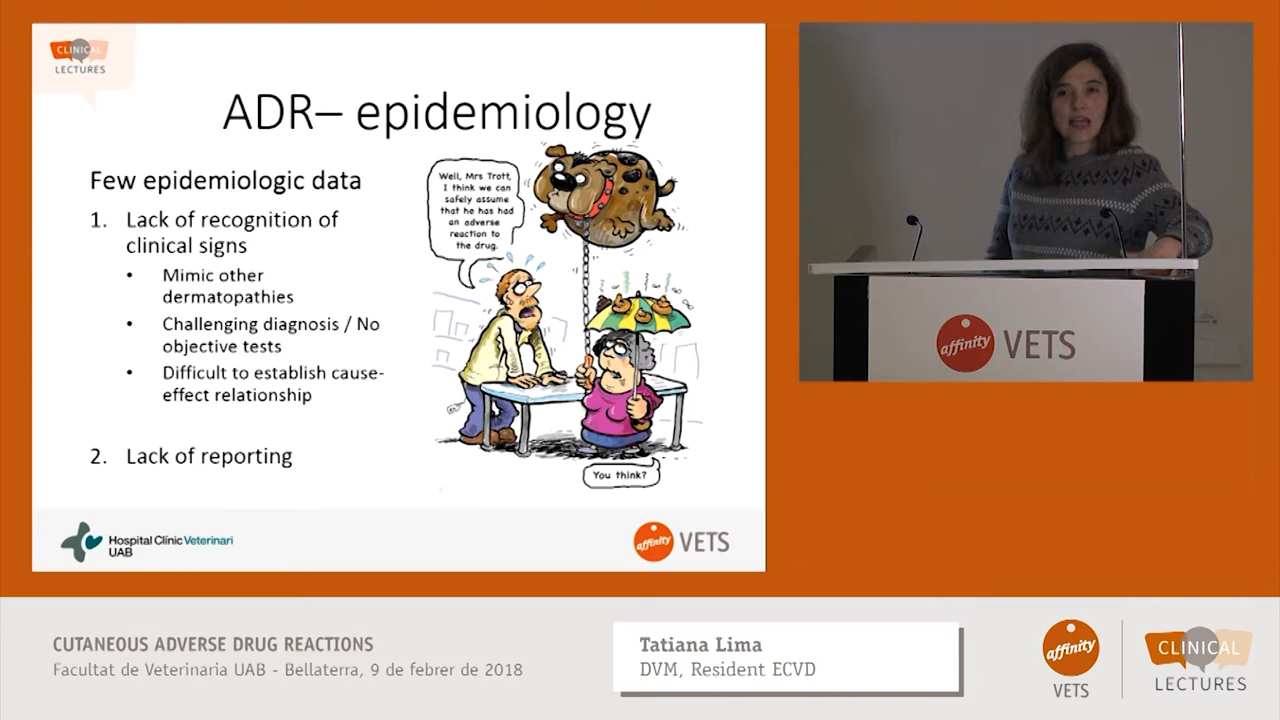 CLINICAL
LECTURES
ADR– epidemiology
Few epidemiologic data
1. Lack of recognition of
clinical signs
• Mimic other
dermatopathies
• Challenging diagnosis / No
objective tests
• Difficult to establish cause-
effect relationship
2. Lack of reporting
Well, Mrs Trott,
I think we can
safely assume
that he has had
an adverse
reaction to
the drug.
You think?
Hospital Clínic Veterinari
UAB
affinity VETS
affinity VETS
CUTANEOUS ADVERSE DRUG REACTIONS
Facultat de Veterinaria UAB - Bellaterra, 9 de febrer de 2018
Tatiana Lima
DVM, Resident ECVD
affinity
VETS
CLINICAL
LECTURES